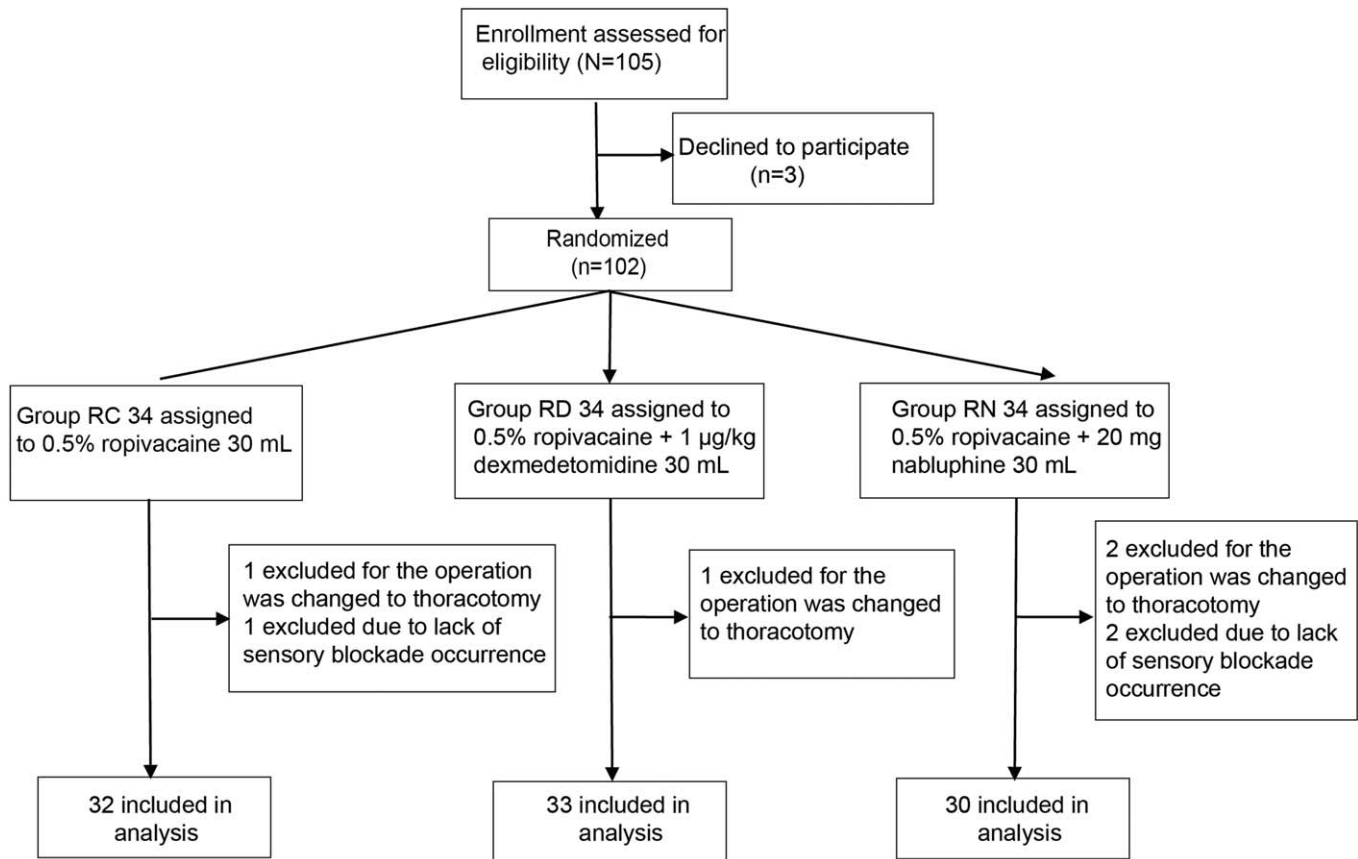 Enrollment assessed for
eligibility (N=105)
Declined to participate
(n=3)
Randomized
(n=102)
Group RC 34 assigned
to 0.5% ropivacaine 30 mL
Group RD 34 assigned to
0.5% ropivacaine + 1 µg/kg
dexmedetomidine 30 mL
Group RN 34 assigned to
0.5% ropivacaine + 20 mg
nabluphine 30 mL
1 excluded for the operation
was changed to thoracotomy
1 excluded due to lack of
sensory blockade occurrence
1 excluded for the
operation was changed
to thoracotomy
2 excluded for the
operation was changed
to thoracotomy
2 excluded due to lack
of sensory blockade
occurrence
32 included in
analysis
33 included in
analysis
30 included in
analysis